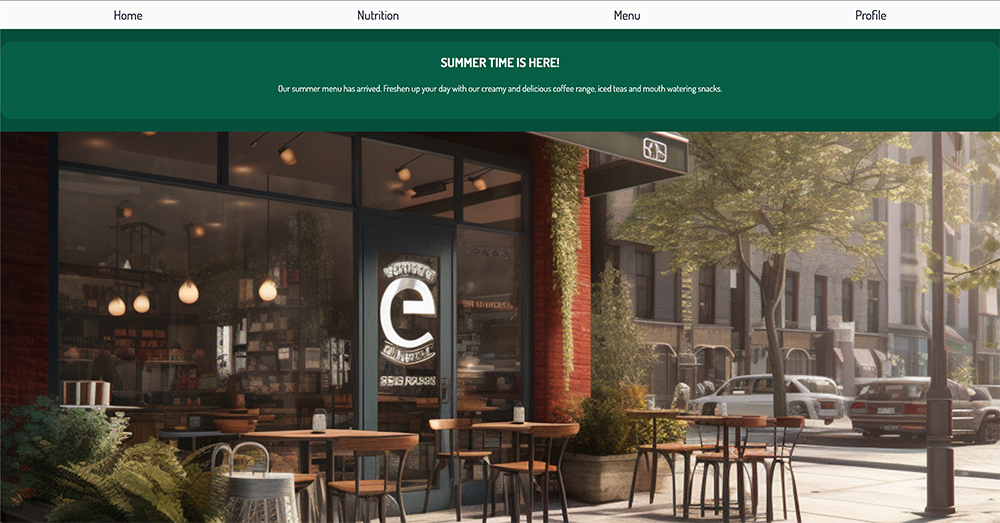 Home
Nutrition
Menu
Profile
SUMMER TIME IS HERE!
Our summer menu has arrived. Freshen up your day with our creamy and delicious coffee range, iced teas and mouth watering snacks.
e